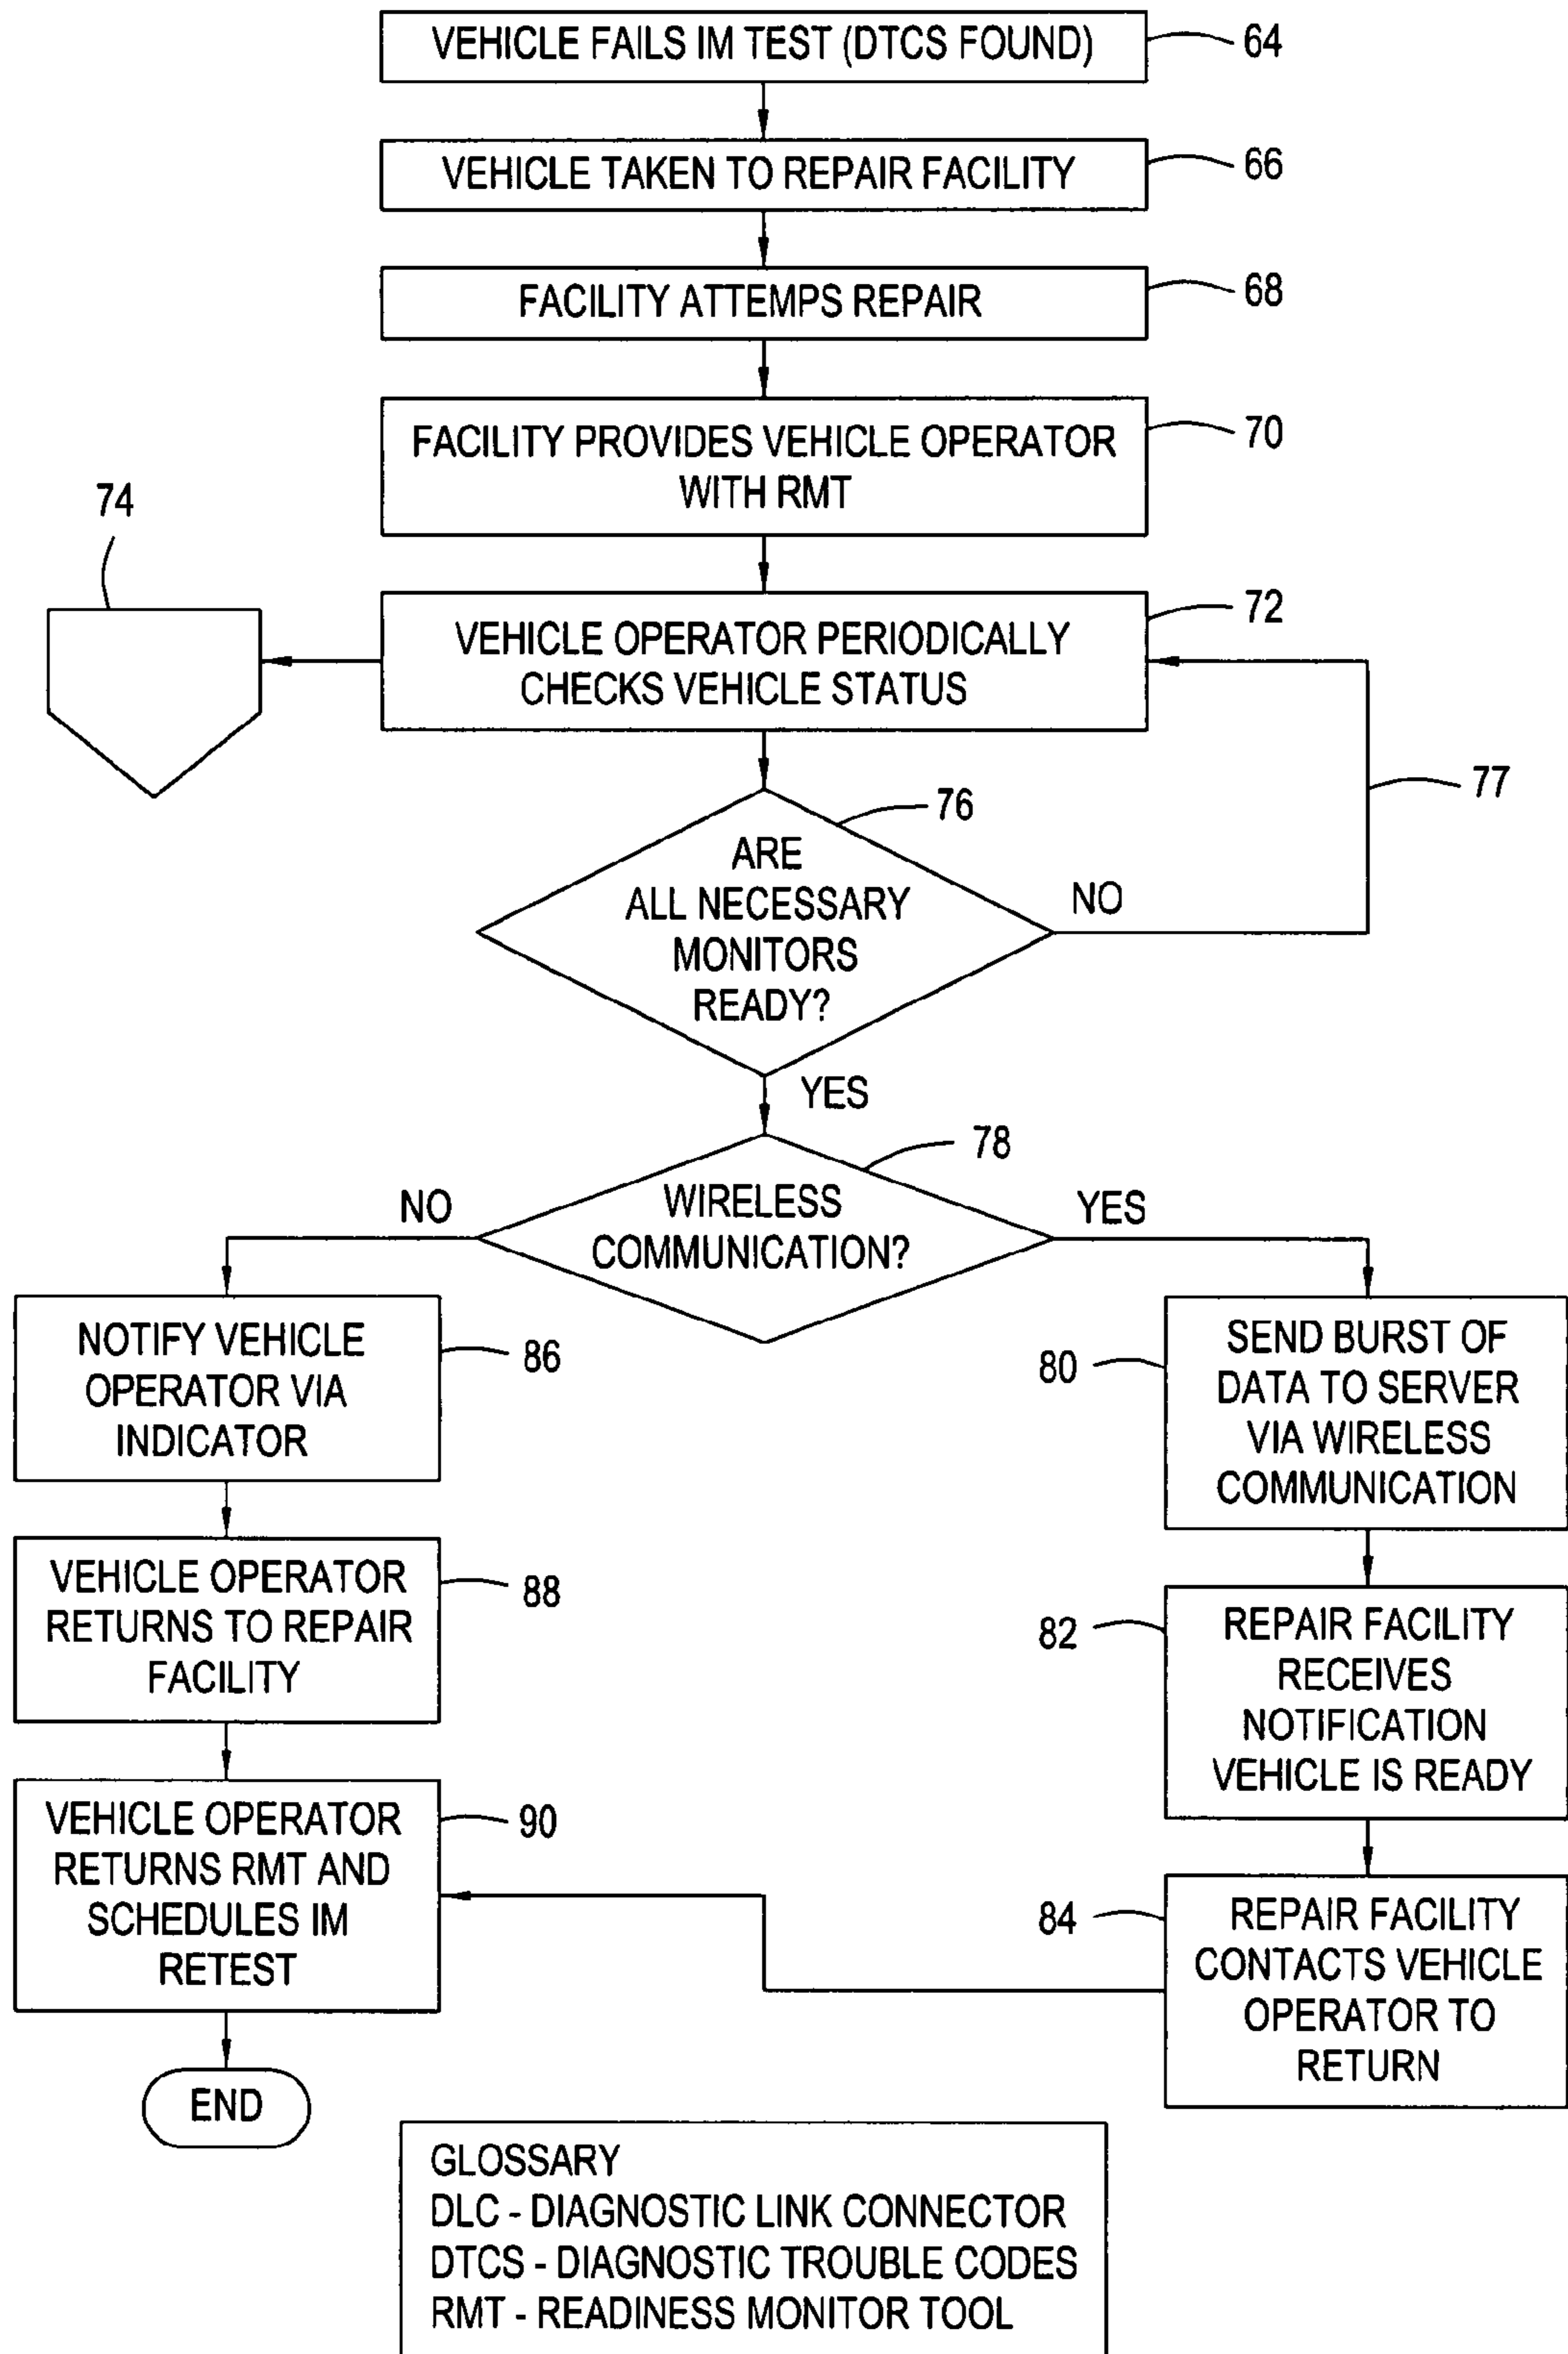 VEHICLE FAILS IM TEST (DTCS FOUND)
64
VEHICLE TAKEN TO REPAIR FACILITY
66
FACILITY ATTEMPS REPAIR
68
FACILITY PROVIDES VEHICLE OPERATOR
WITH RMT
70
74
VEHICLE OPERATOR PERIODICALLY
CHECKS VEHICLE STATUS
72
77
76
ARE
ALL NECESSARY
MONITORS
READY?
NO
YES
78
WIRELESS
COMMUNICATION?
NO
YES
NOTIFY VEHICLE
OPERATOR VIA
INDICATOR
86
VEHICLE OPERATOR
RETURNS TO REPAIR
FACILITY
88
VEHICLE OPERATOR
RETURNS RMT AND
SCHEDULES IM
RETEST
90
END
80
SEND BURST OF
DATA TO SERVER
VIA WIRELESS
COMMUNICATION
82
REPAIR FACILITY
RECEIVES
NOTIFICATION
VEHICLE IS READY
84
REPAIR FACILITY
CONTACTS VEHICLE
OPERATOR TO
RETURN
GLOSSARY
DLC - DIAGNOSTIC LINK CONNECTOR
DTCS - DIAGNOSTIC TROUBLE CODES
RMT - READINESS MONITOR TOOL